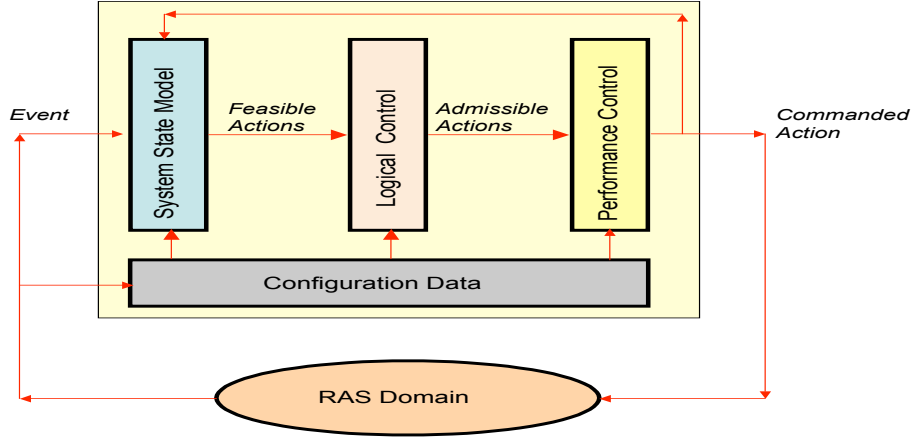 Event
System State Model
Feasible
Actions
Logical Control
Admissible
Actions
Performance Control
Commanded
Action
Configuration Data
RAS Domain